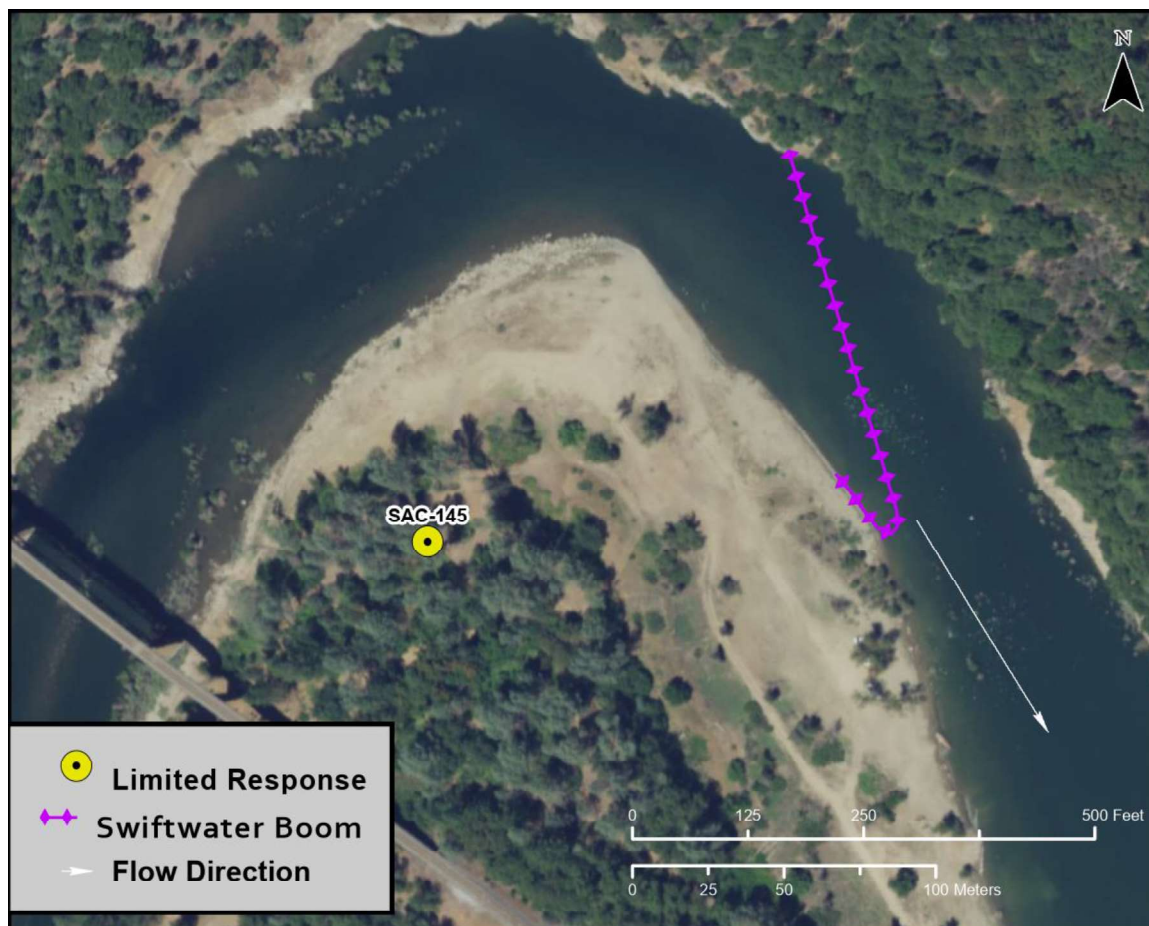 N
SAC-145
Limited Response
Swiftwater Boom
Flow Direction
0 125 250 500 Feet
0 25 50 100 Meters